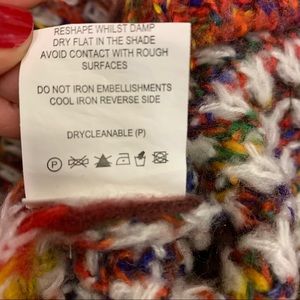 RESHAPE WHILST DAMP
DRY FLAT IN THE SHADE
AVOID CONTACT WITH ROUGH
SURFACES
DO NOT IRON EMBELLISHMENTS
COOL IRON REVERSE SIDE
DRYCLEANABLE (P)
P